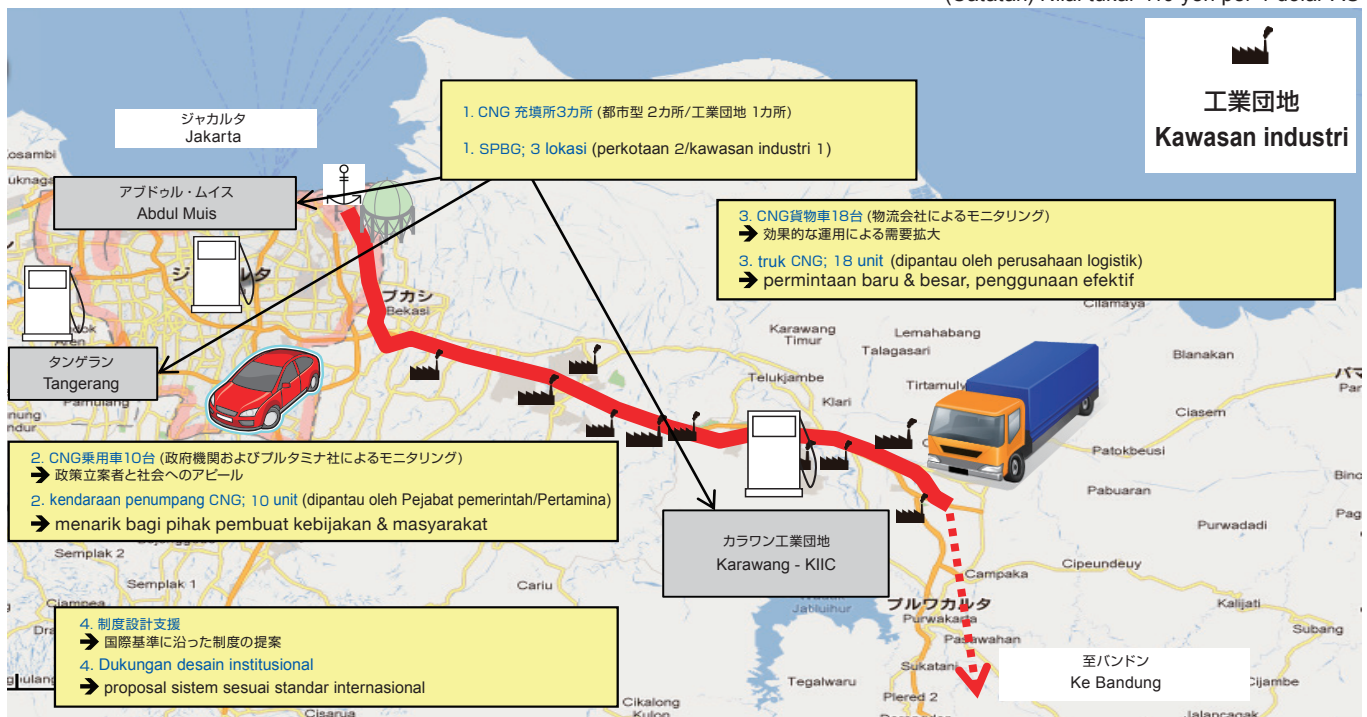 工業団地
Kawasan industri
ジャカルタ
Jakarta
1. CNG 充填所3カ所 (都市型 2カ所/工業団地 1カ所)
1. SPBG; 3 lokasi (perkotaan 2/kawasan industri 1)
アブドゥル・ムイス
Abdul Muis
3. CNG貨物車18台 (物流会社によるモニタリング)
➔ 効果的な運用による需要拡大
3. truk CNG; 18 unit (dipantau oleh perusahaan logistik)
➔ permintaan baru & besar, penggunaan efektif
Cilamaya
ブカシ
Bekasi
Karawang
Timur
Lemahabang
Talagasari
Blanakan
タンゲラン
Tangerang
Pamulang
Telukjambe
Klari
Ciasem
Patokbeusi
Pabuaran
Purwadadi
2. CNG乗用車10台 (政府機関およびプルタミナ社によるモニタリング)
➔ 政策立案者と社会へのアピール
2. kendaraan penumpang CNG; 10 unit (dipantau oleh Pejabat pemerintah/Pertamina)
➔ menarik bagi pihak pembuat kebijakan & masyarakat
カラワン工業団地
Karawang - KIIC
Semplak 2
Semplak 1
Cariu
Campaka
Cipeundeuy
Kalijati
Subang
プルワカルタ
Purwakarta
Pasawahan
Sukatani
Tegalwaru
Plered 2
4. 制度設計支援
➔ 国際基準に沿った制度の提案
4. Dukungan desain institusional
➔ proposal sistem sesuai standar internasional
至バンドン
Ke Bandung
Cijambe
Cikalong
Kulon
Cisarua
Jalancagak